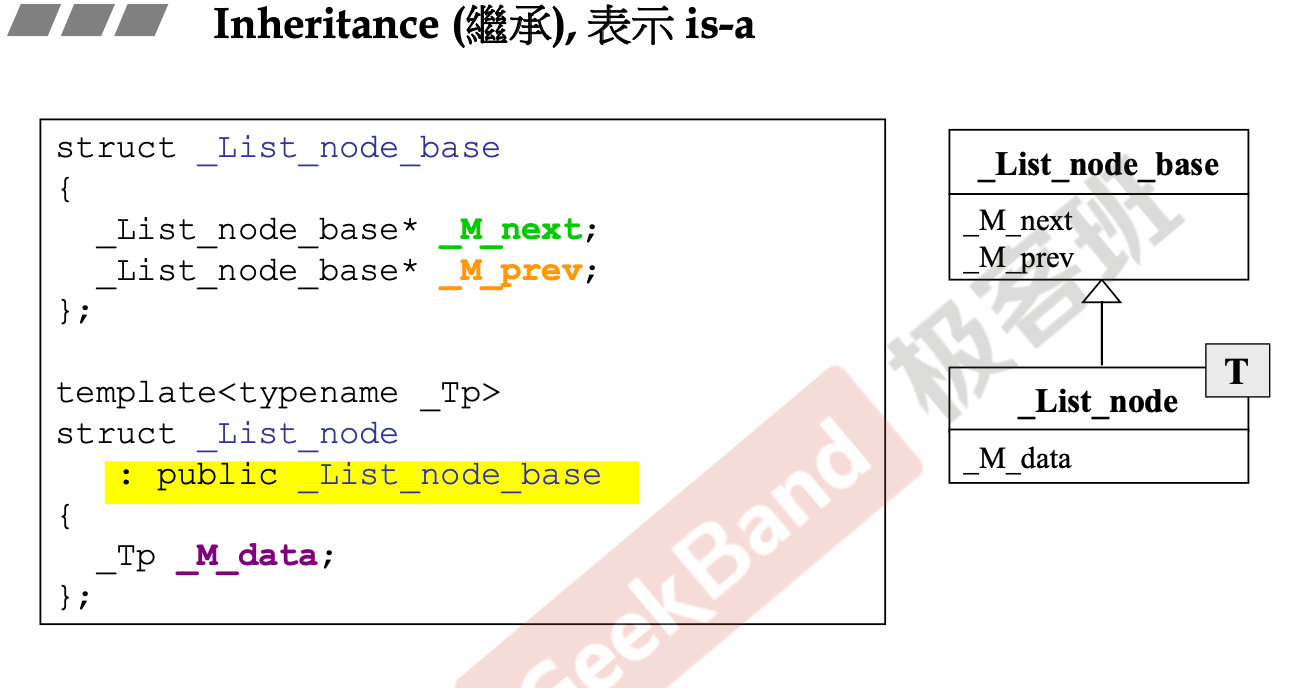 Inheritance (繼承), 表示 is-a
struct _List_node_base
{
_List_node_base* _M_next;
_List_node_base* _M_prev;
};
template<typename _Tp>
struct _List_node
: public _List_node_base
{
_Tp _M_data;
};
_List_node_base
_M_next
_M_prev
T
_List_node
_M_data
GeekBand 极客班